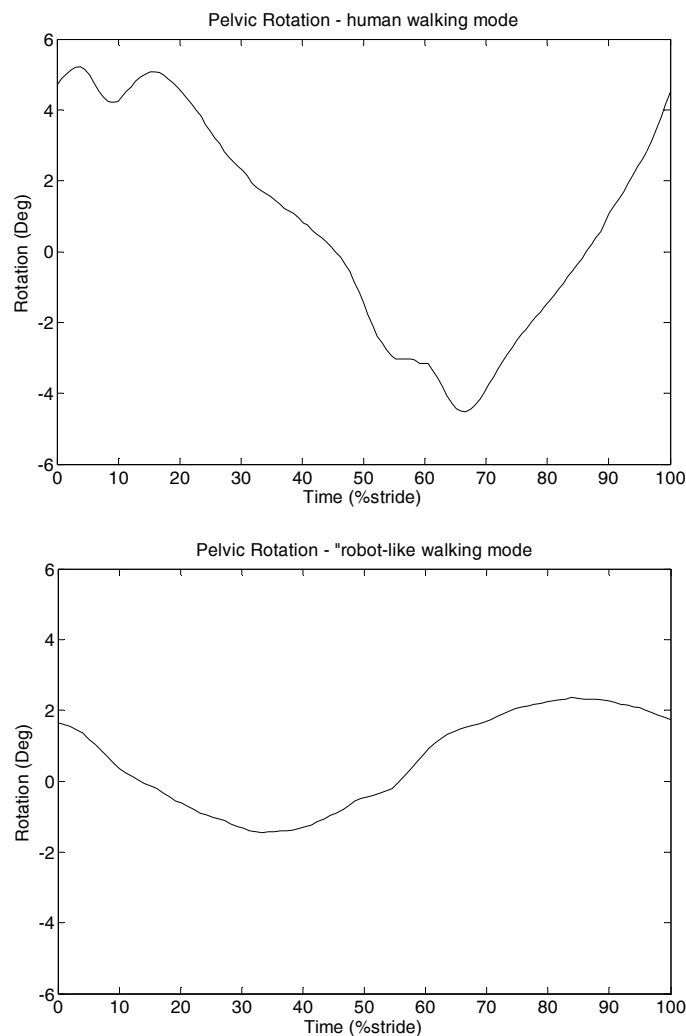 Pelvic Rotation - human walking mode
6
4
2
0
-2
-4
-6
Rotation (Deg)
0 10 20 30 40 50 60 70 80 90 100
Time (%stride)
Pelvic Rotation - "robot-like walking mode
6
4
2
0
-2
-4
-6
Rotation (Deg)
0 10 20 30 40 50 60 70 80 90 100
Time (%stride)